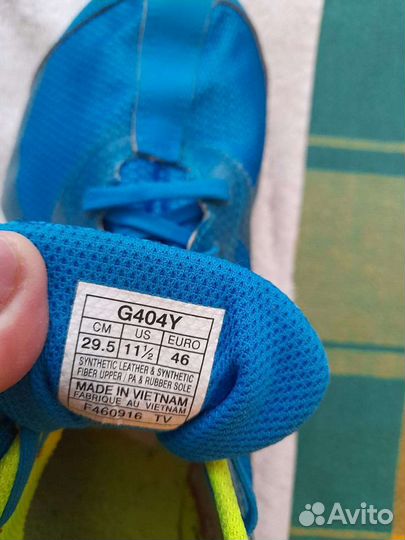 G404Y
CM US EURO
29.5 11½ 46
SYNTHETIC LEATHER & SYNTHETIC
FIBER UPPER / PA & RUBBER SOLE
MADE IN VIETNAM
FABRIQUE AU VIETNAM
F460916 TV
Avito